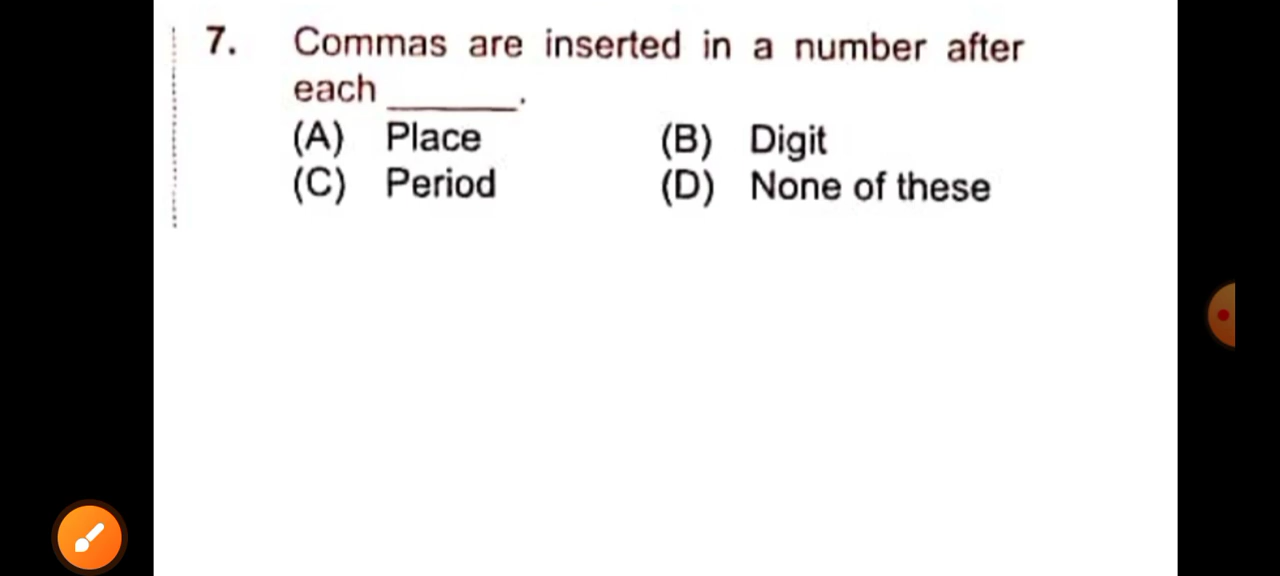 7. Commas are inserted in a number after
each ______.
(A) Place (B) Digit
(C) Period (D) None of these